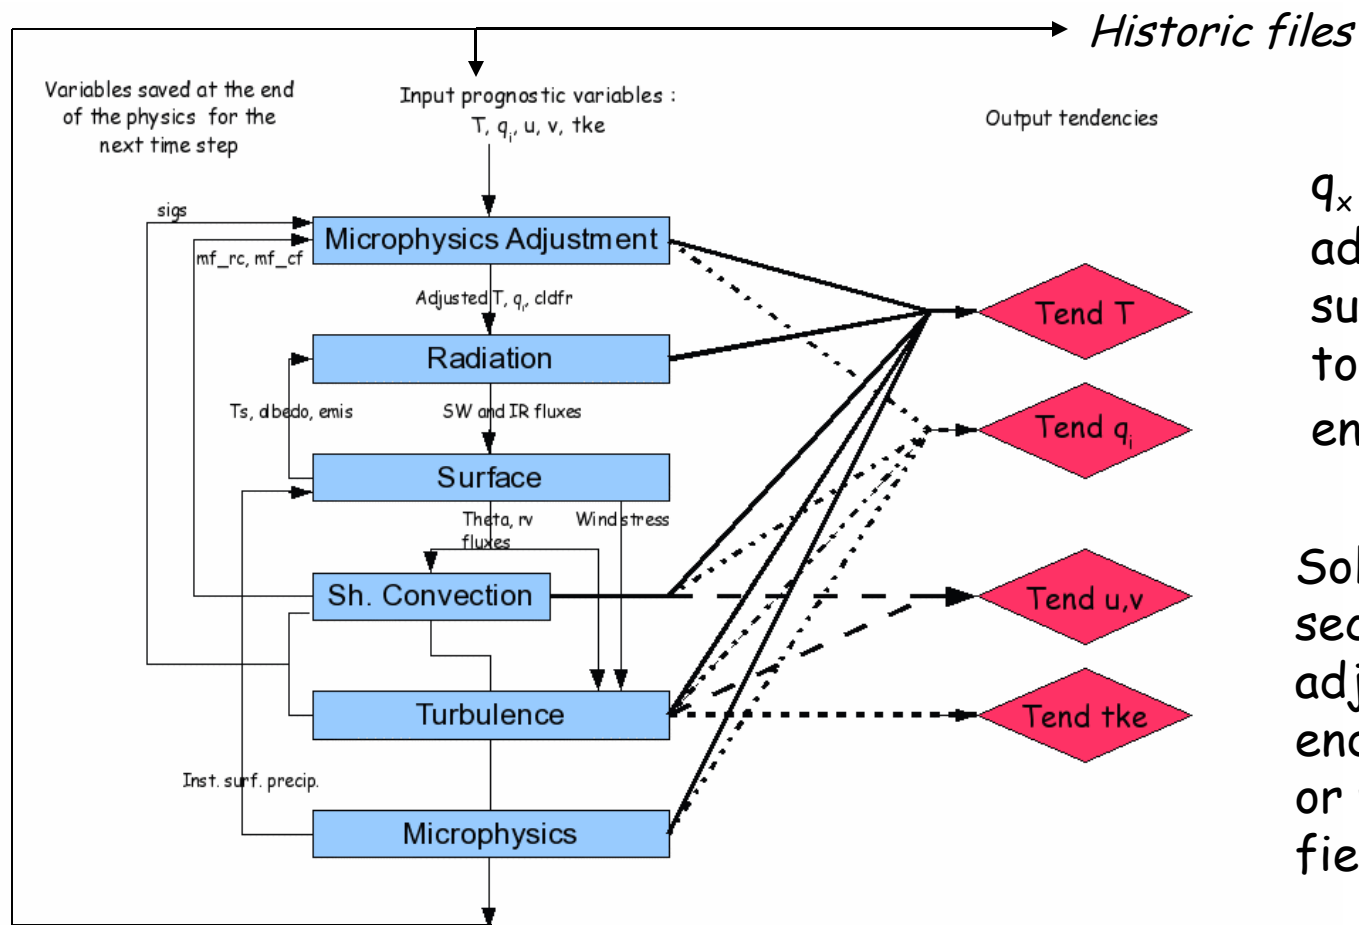 Historic files
Variables saved at the end
of the physics for the
next time step
Input prognostic variables :
T, qi, u, v, tke
Output tendencies
sigs
Microphysics Adjustment
mf_rc, mf_cf
Adjusted T, qi, cldfr
Tend T
Radiation
Ts, albedo, emis
SW and IR fluxes
Tend qi
Surface
Theta, rv
fluxes
Wind stress
Sh. Convection
Tend u,v
Turbulence
Tend tke
Inst. surf. precip.
Microphysics
qx
ad
su
to
en
Sol
sec
adj
end
or
fie